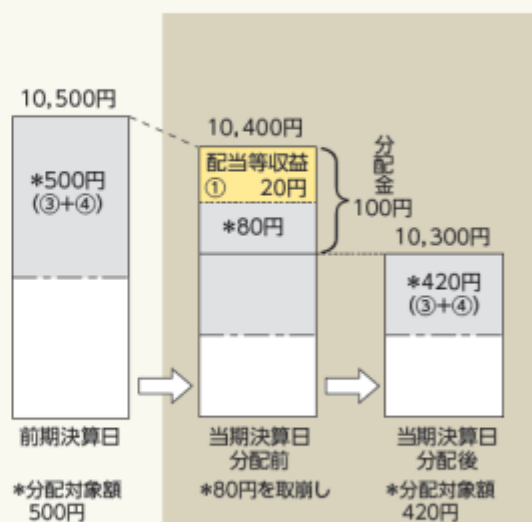 10,500円
*500円
(③+④)
前期決算日
*分配対象額
500円
10,400円
配当等収益
① 20円
*80円
分配金
100円
当期決算日
分配前
*80円を取崩し
10,300円
*420円
(③+④)
当期決算日
分配後
*分配対象額
420円